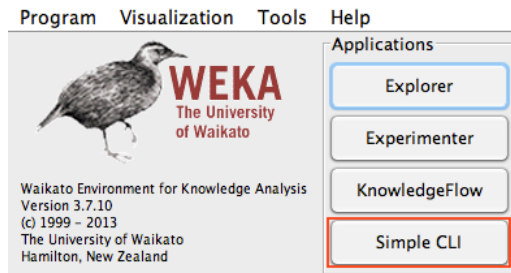 Program Visualization Tools Help
Applications
WEKA
The University
of Waikato
Explorer
Experimenter
KnowledgeFlow
Simple CLI
Waikato Environment for Knowledge Analysis
Version 3.7.10
(c) 1999 - 2013
The University of Waikato
Hamilton, New Zealand